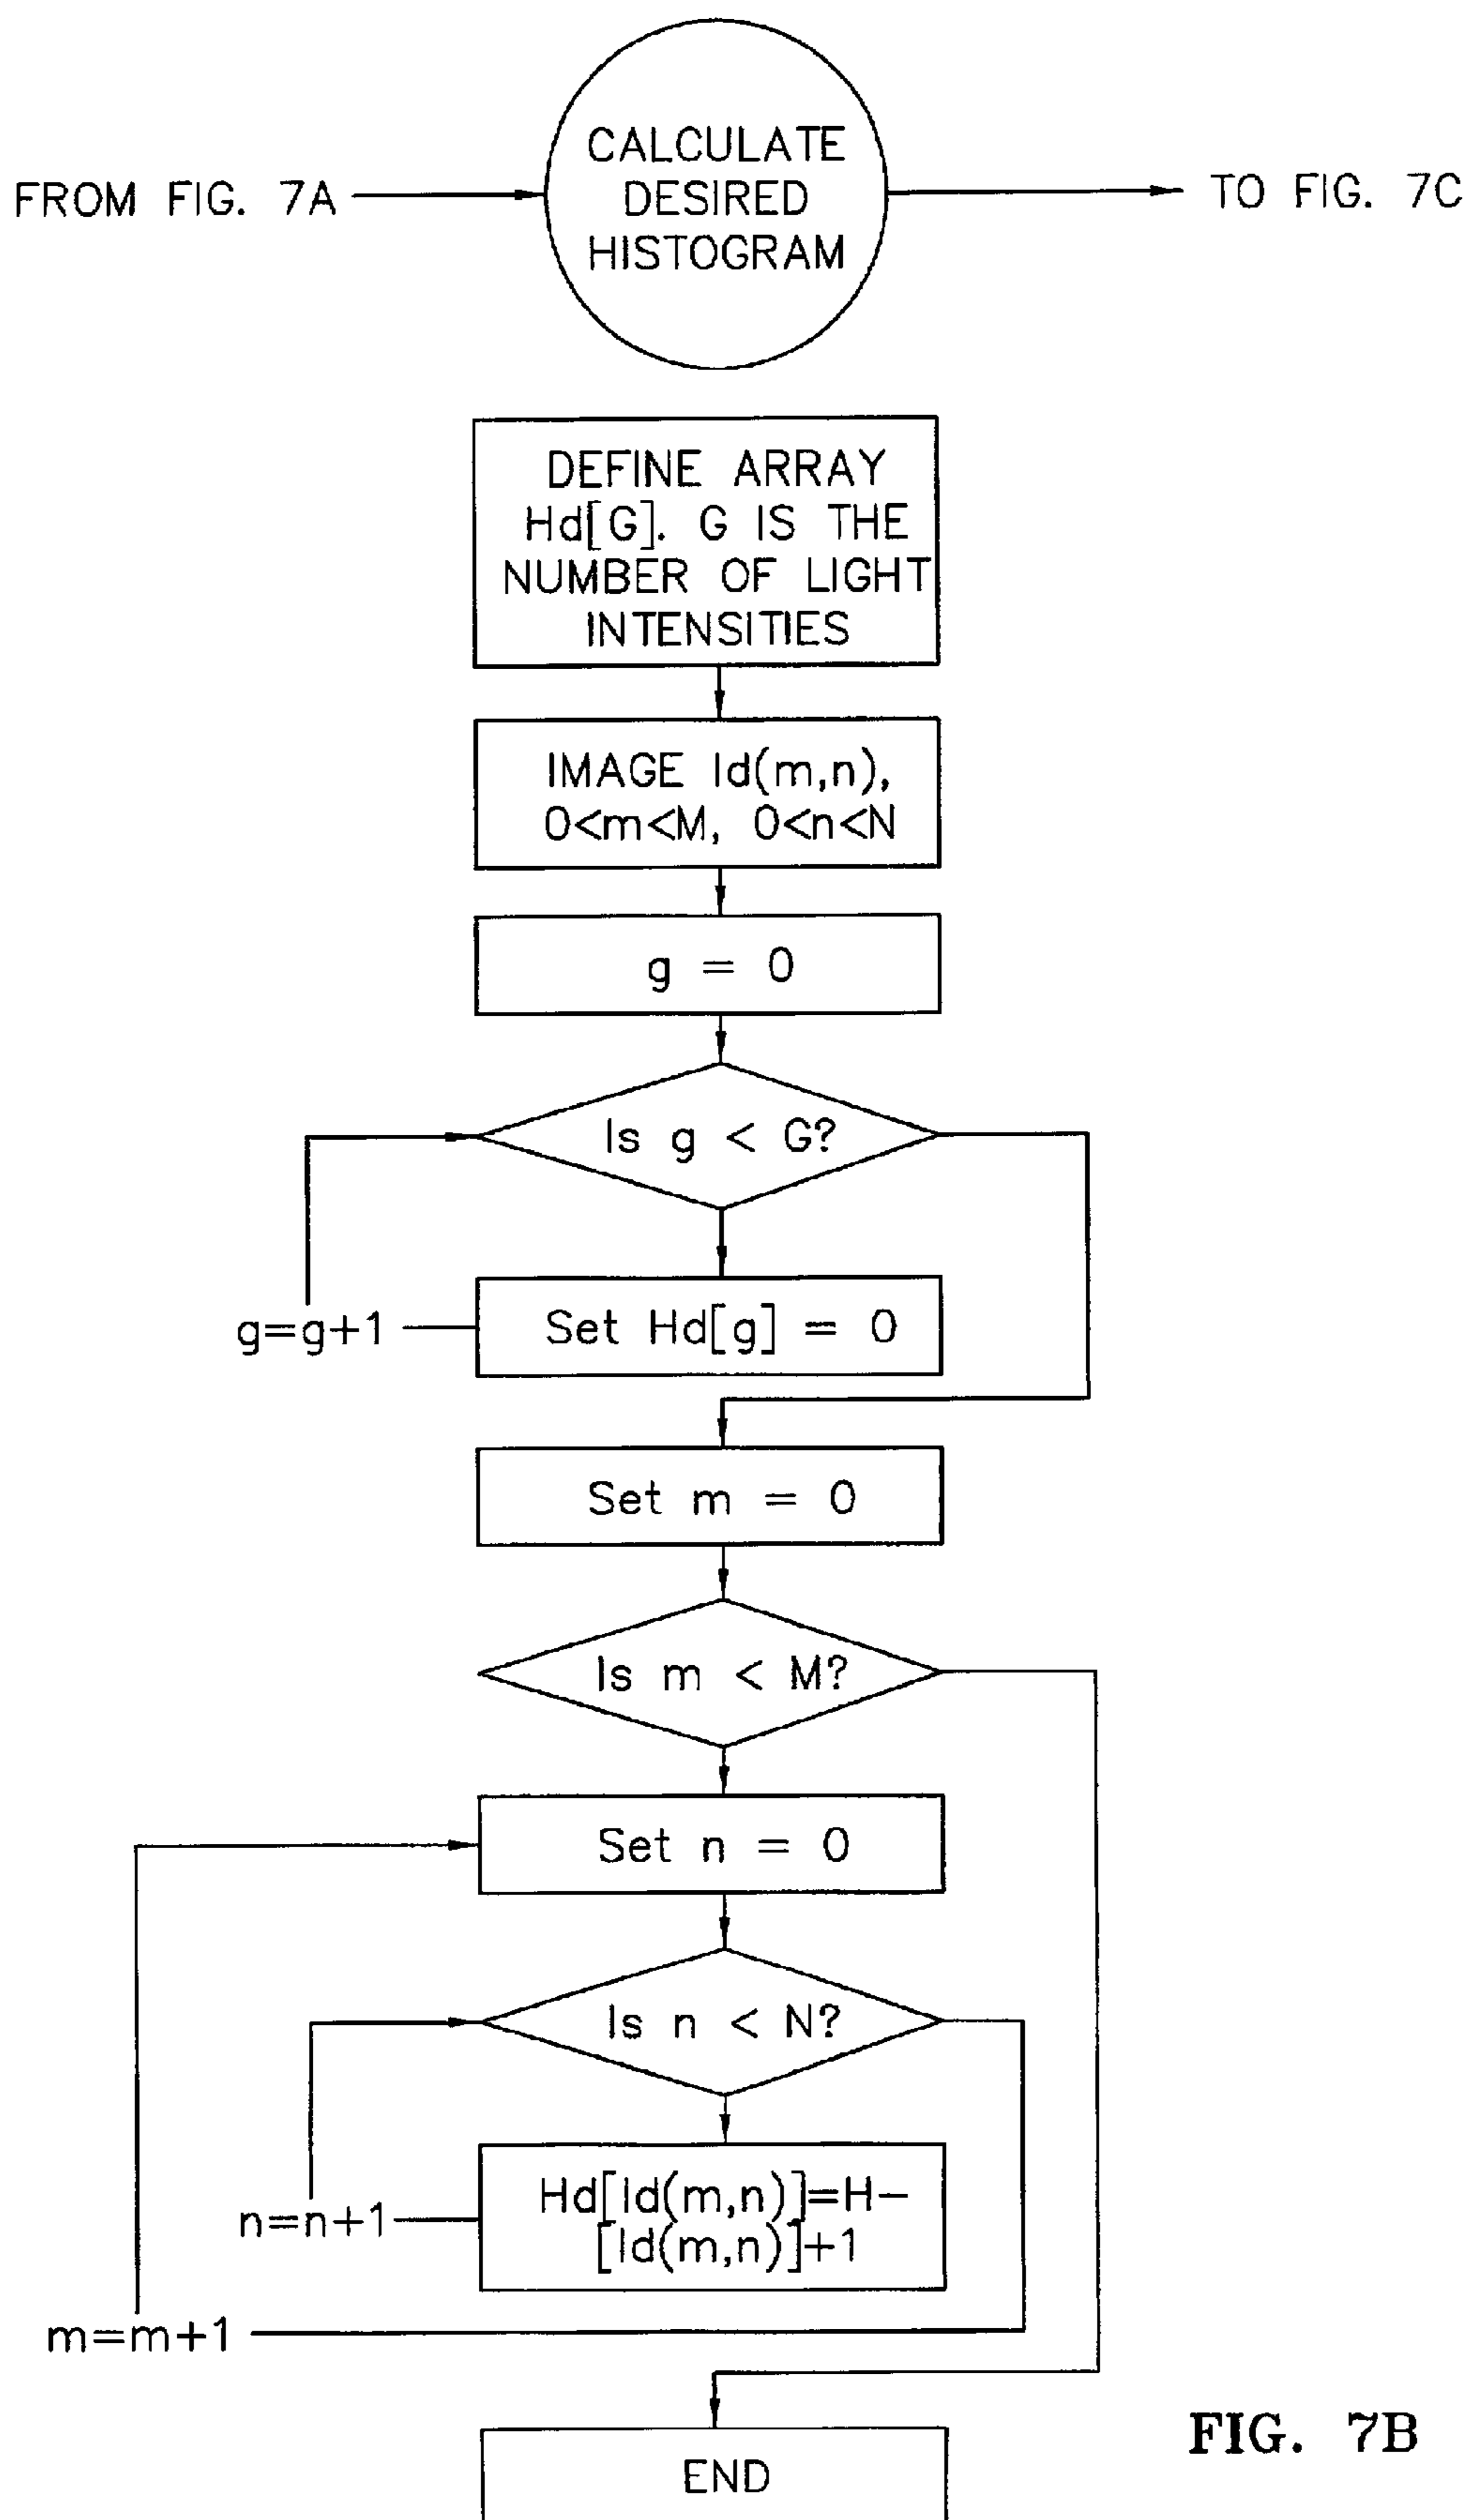 CALCULATE
DESIRED
HISTOGRAM
FROM FIG. 7A
TO FIG. 7C
DEFINE ARRAY
Hd[G]. G IS THE
NUMBER OF LIGHT
INTENSITIES
IMAGE Id(m,n),
0<m<M, 0<n<N
g = 0
Is g < G?
g=g+1
Set Hd[g] = 0
Set m = 0
Is m < M?
Set n = 0
Is n < N?
Hd[Id(m,n)]=H-
[Id(m,n)]+1
n=n+1
m=m+1
END
FIG. 7B